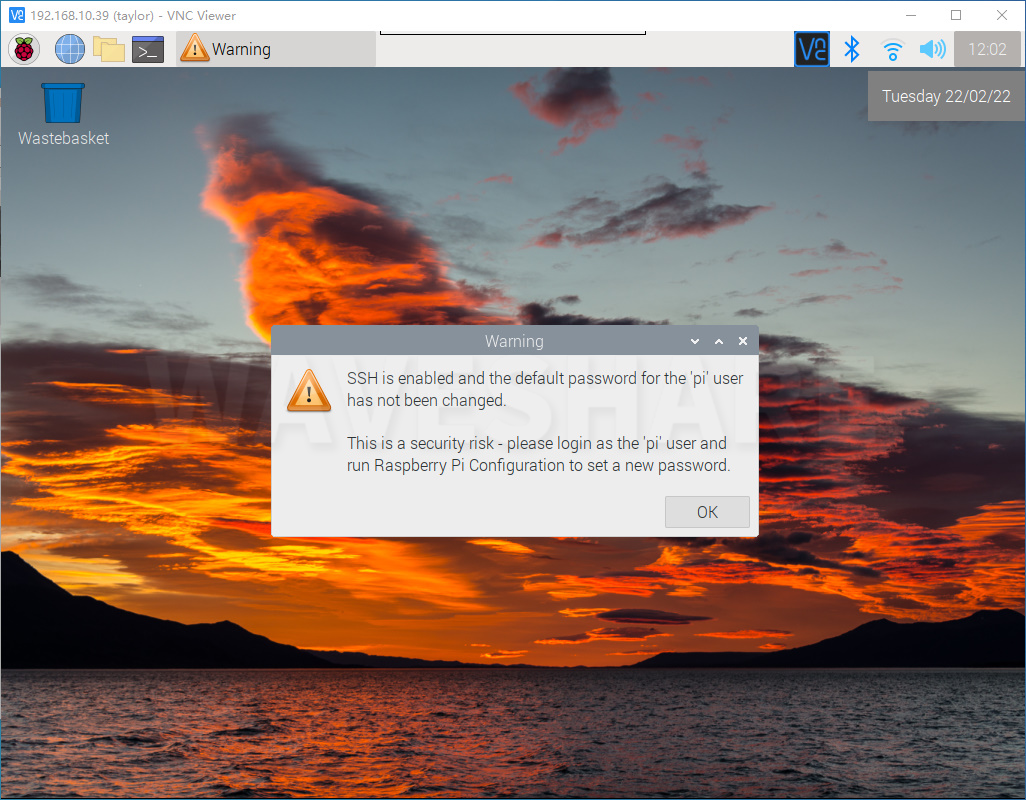 192.168.10.39 (taylor) - VNC Viewer
Warning
12:02
Tuesday 22/02/22
Wastebasket
Warning
SSH is enabled and the default password for the 'pi' user
has not been changed.
This is a security risk - please login as the 'pi' user and
run Raspberry Pi Configuration to set a new password.
OK